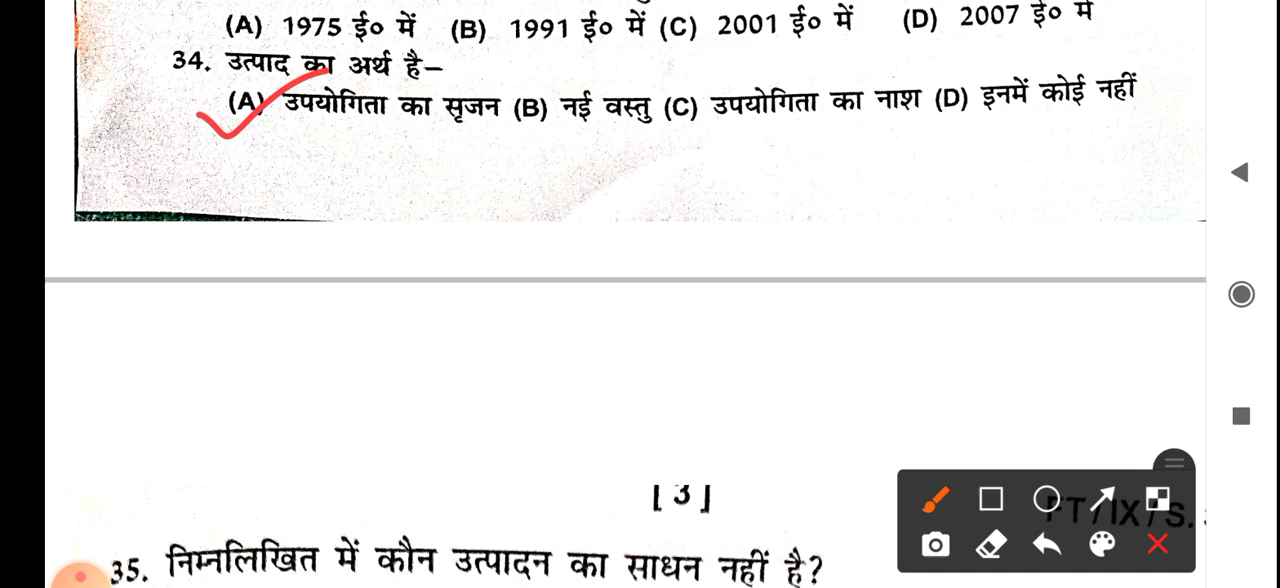 (A) 1975 ई० में (B) 1991 ई० में (C) 2001 ई० में (D) 2007 ई० में
34. उत्पाद का अर्थ है–
(A) उपयोगिता का सृजन (B) नई वस्तु (C) उपयोगिता का नाश (D) इनमें कोई नहीं
[ 3 ]
FT/IX/S.
35. निम्नलिखित में कौन उत्पादन का साधन नहीं है?